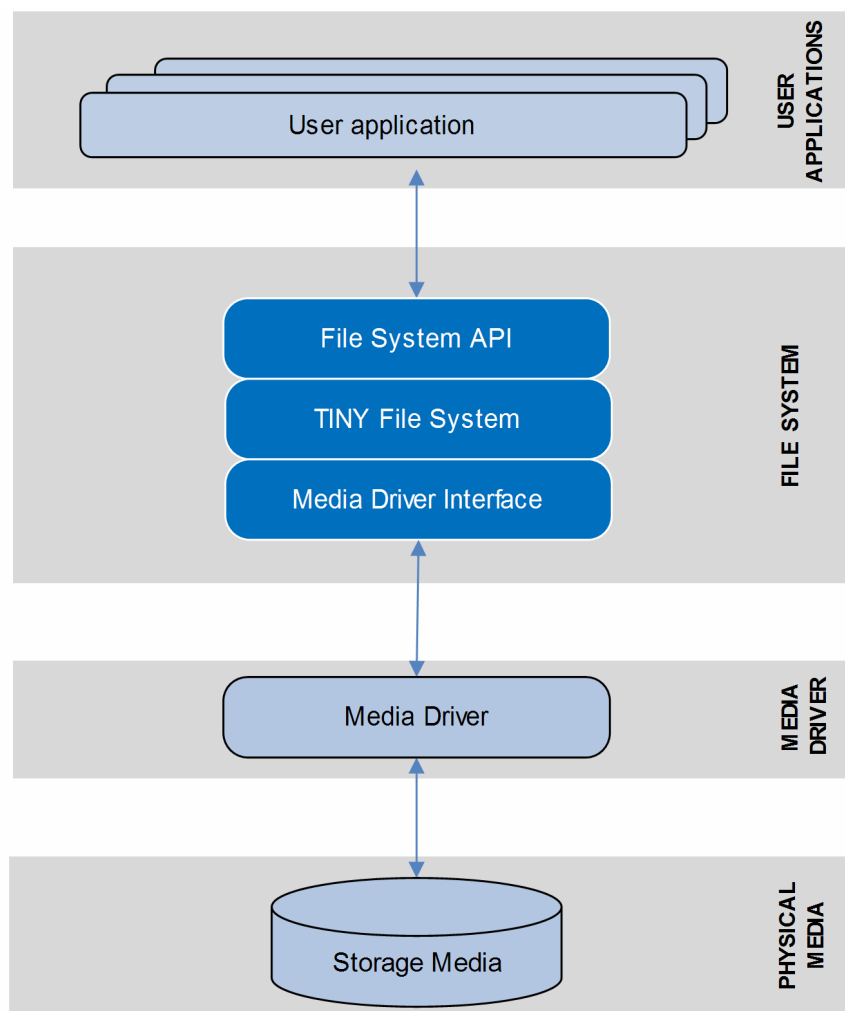 User application
USER
APPLICATIONS
File System API
TINY File System
Media Driver Interface
FILE SYSTEM
Media Driver
MEDIA
DRIVER
Storage Media
PHYSICAL
MEDIA